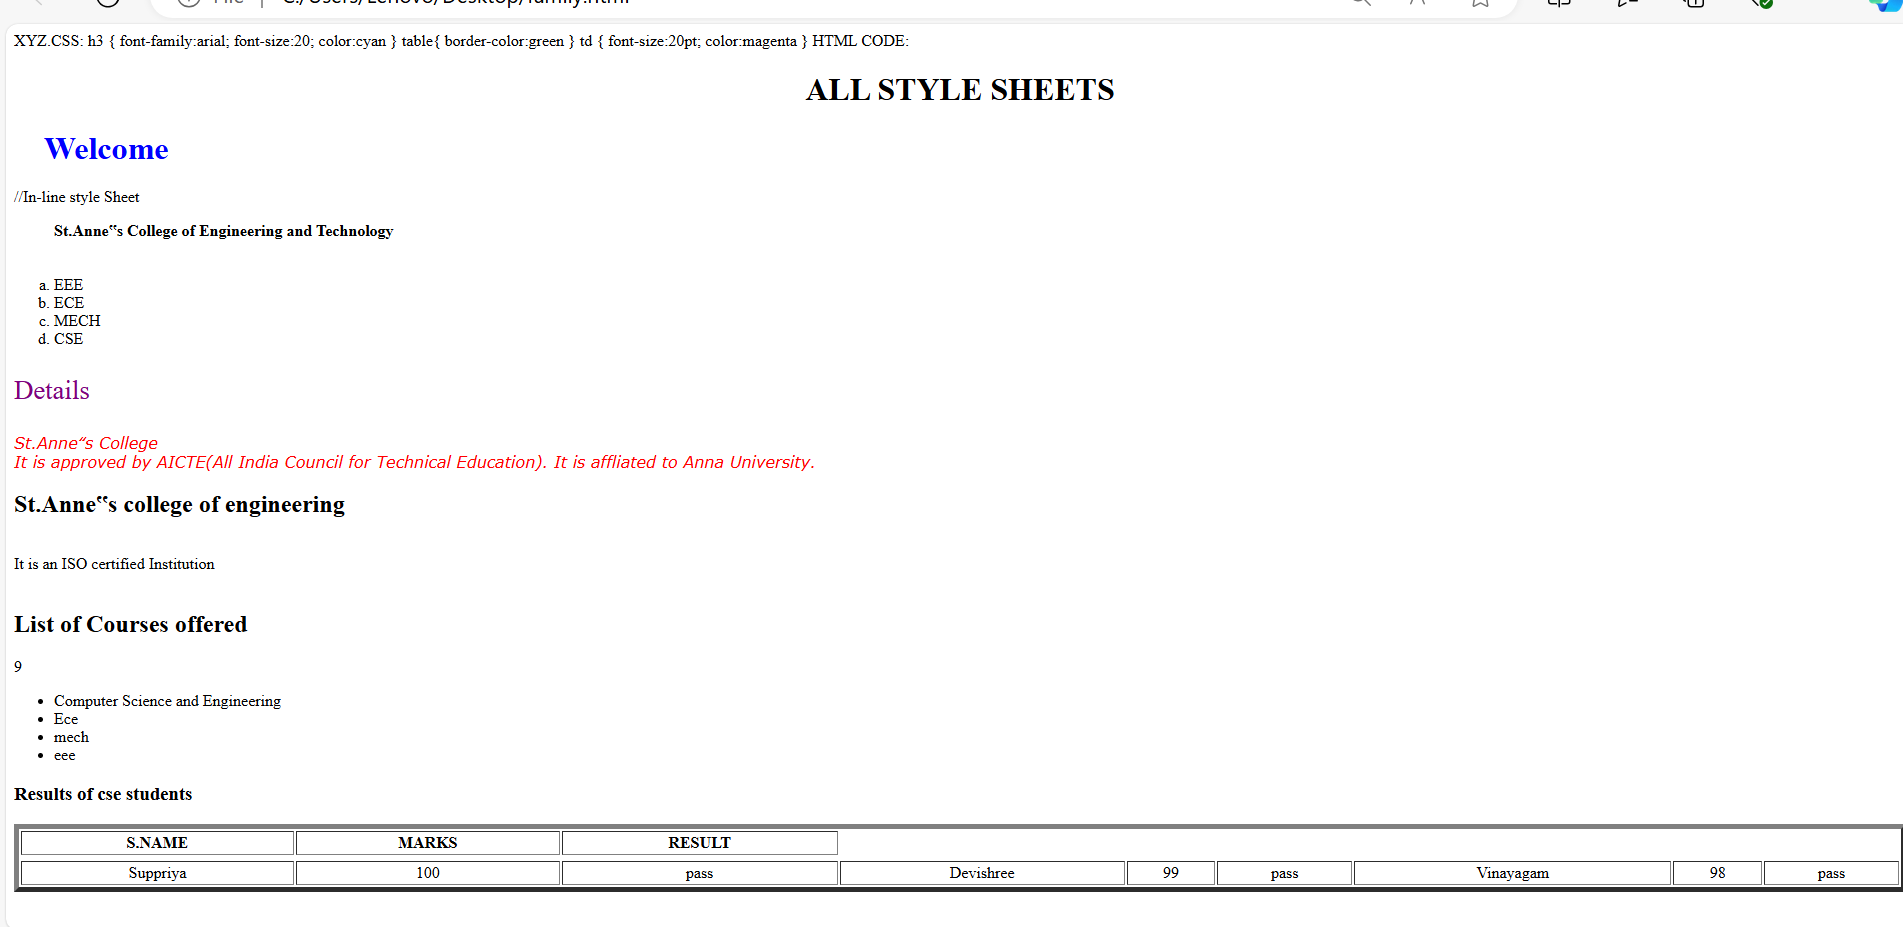 File | C:/Users/Lenovo/Desktop/family.html
XYZ.CSS: h3 { font-family:arial; font-size:20; color:cyan } table{ border-color:green } td { font-size:20pt; color:magenta } HTML CODE:
ALL STYLE SHEETS
Welcome
//In-line style Sheet
St.Anne‟s College of Engineering and Technology
a. EEE
b. ECE
c. MECH
d. CSE
Details
St.Anne‟s College
It is approved by AICTE(All India Council for Technical Education). It is affliated to Anna University.
St.Anne‟s college of engineering
It is an ISO certified Institution
List of Courses offered
9
• Computer Science and Engineering
• Ece
• mech
• eee
Results of cse students
S.NAME MARKS RESULT
Suppriya 100 pass Devishree 99 pass Vinayagam 98 pass